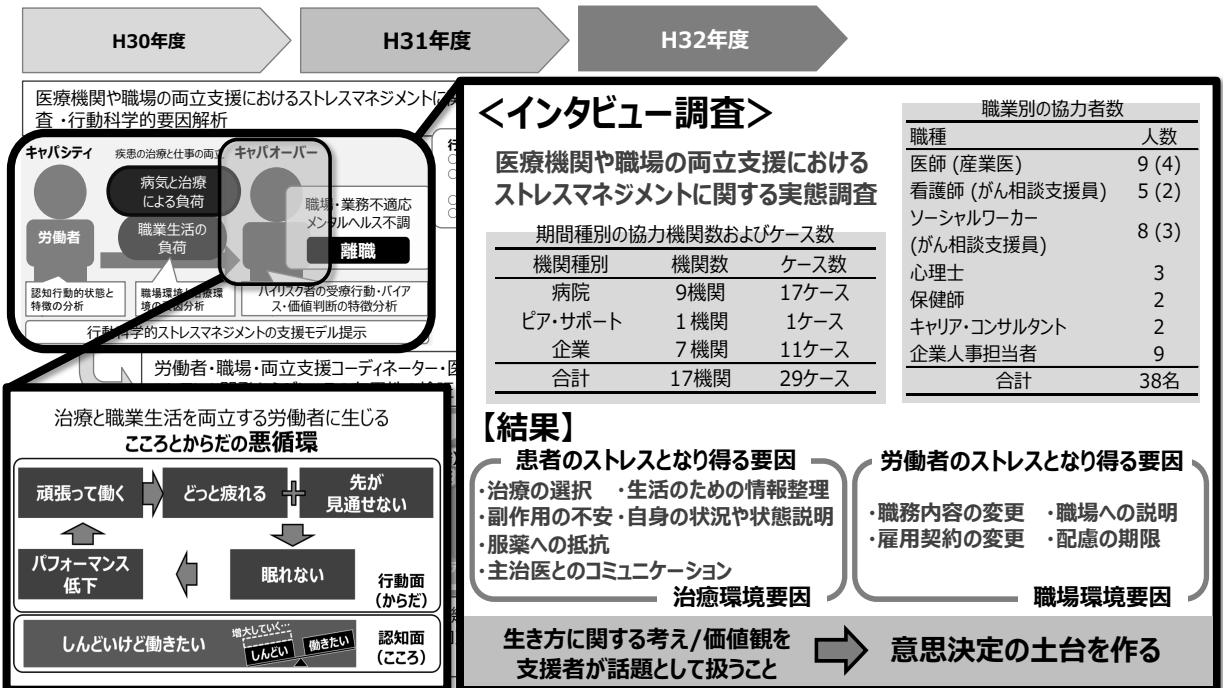 H30年度
H31年度
H32年度
医療機関や職場の両立支援におけるストレスマネジメントに
査・行動科学的要因解析
キャパシティ
疾患の治療と仕事の両立
キャパオーバー
病気と治療
による負荷
職業生活の
負荷
労働者
職場・業務不適応
メンタルヘルス不調
離職
認知行動的状態と
特徴の分析
職場環境と治療環
境の要因分析
ハイリスク者の受療行動・バイア
ス・価値判断の特徴分析
行動科学的ストレスマネジメントの支援モデル提示
労働者・職場・両立支援コーディネーター・
治療と職業生活を両立する労働者に生じる
こころとからだの悪循環
頑張って働く
どっと疲れる
先が
見通せない
パフォーマンス
低下
眠れない
行動面
(からだ)
しんどいけど働きたい
増大していく…
しんどい
働きたい
認知面
(こころ)
＜インタビュー調査＞
医療機関や職場の両立支援における
ストレスマネジメントに関する実態調査
期間種別の協力機関数およびケース数
機関種別 機関数 ケース数
病院 9機関 17ケース
ピア・サポート 1機関 1ケース
企業 7機関 11ケース
合計 17機関 29ケース
職業別の協力者数
職種 人数
医師 (産業医) 9 (4)
看護師 (がん相談支援員) 5 (2)
ソーシャルワーカー
(がん相談支援員) 8 (3)
心理士 3
保健師 2
キャリア・コンサルタント 2
企業人事担当者 9
合計 38名
【結果】
患者のストレスとなり得る要因
・治療の選択 ・生活のための情報整理
・副作用の不安・自身の状況や状態説明
・服薬への抵抗
・主治医とのコミュニケーション
治癒環境要因
労働者のストレスとなり得る要因
・職務内容の変更 ・職場への説明
・雇用契約の変更 ・配慮の期限
職場環境要因
生き方に関する考え/価値観を
支援者が話題として扱うこと
意思決定の土台を作る